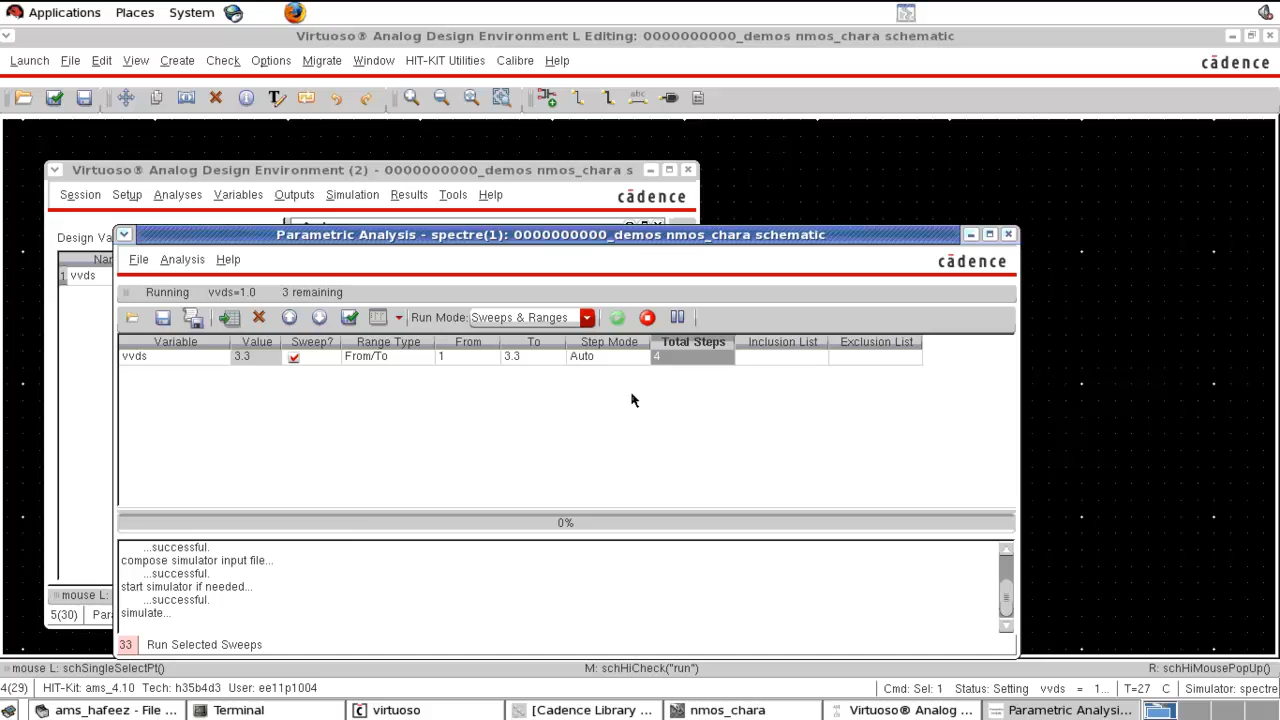 Applications Places System
Virtuoso® Analog Design Environment L Editing: 0000000000_demos nmos_chara schematic
Launch File Edit View Create Check Options Migrate Window HIT-KIT Utilities Calibre Help
cādence
abc
Virtuoso® Analog Design Environment (2) - 0000000000_demos nmos_chara s
Session Setup Analyses Variables Outputs Simulation Results Tools Help
cādence
Design Va
Nar
1 vvds
Parametric Analysis - spectre(1): 0000000000_demos nmos_chara schematic
File Analysis Help
cādence
Running vvds=1.0 3 remaining
Run Mode: Sweeps & Ranges
Variable Value Sweep? Range Type From To Step Mode Total Steps Inclusion List Exclusion List
vvds 3.3 From/To 1 3.3 Auto 4
0%
...successful.
compose simulator input file...
...successful.
start simulator if needed...
...successful.
simulate...
33 Run Selected Sweeps
mouse L:
5(30) Par
mouse L: schSingleSelectPt() M: schHiCheck("run") R: schHiMousePopUp()
4(29) HIT-Kit: ams_4.10 Tech: h35b4d3 User: ee11p1004 Cmd: Sel: 1 Status: Setting vvds = 1... T=27 C Simulator: spectre
ams_hafeez - File ... Terminal virtuoso [Cadence Library ... nmos_chara Virtuoso® Analog ... Parametric Analysi...